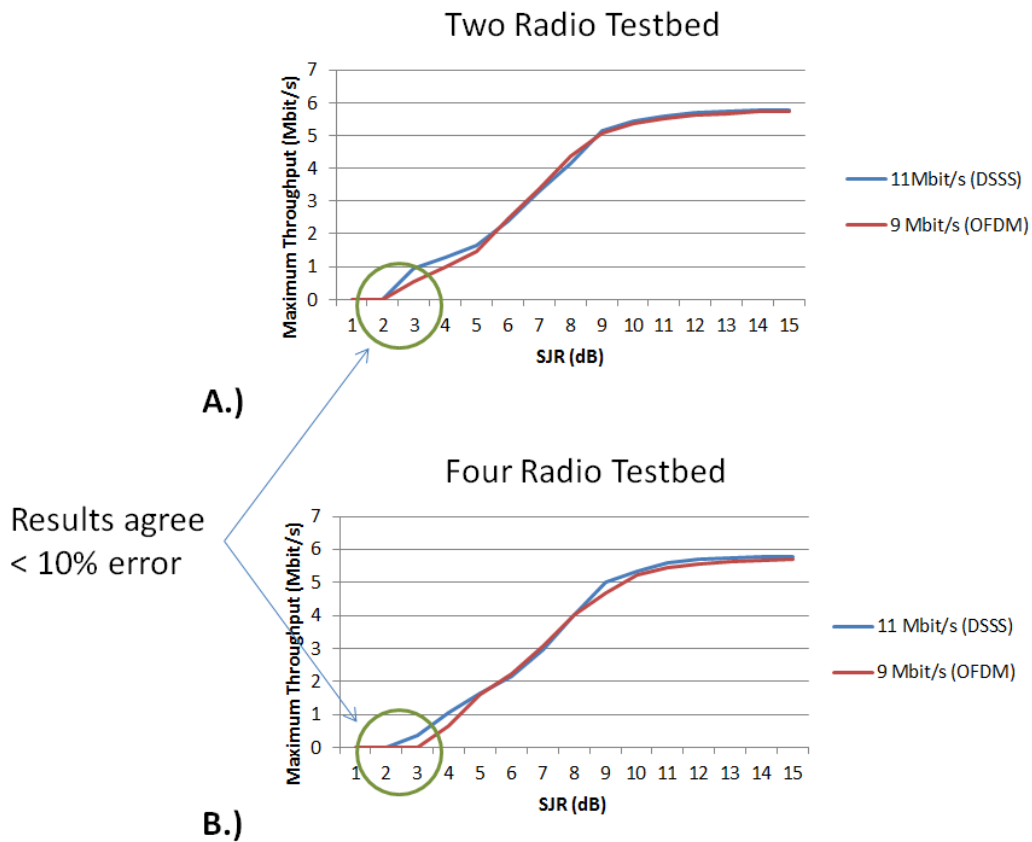 Two Radio Testbed
Maximum Throughput (Mbit/s)
7
6
5
4
3
2
1
0
1 2 3 4 5 6 7 8 9 10 11 12 13 14 15
SJR (dB)
11Mbit/s (DSSS)
9 Mbit/s (OFDM)
A.)
Results agree
< 10% error
Four Radio Testbed
Maximum Throughput (Mbit/s)
7
6
5
4
3
2
1
0
1 2 3 4 5 6 7 8 9 10 11 12 13 14 15
SJR (dB)
11 Mbit/s (DSSS)
9 Mbit/s (OFDM)
B.)